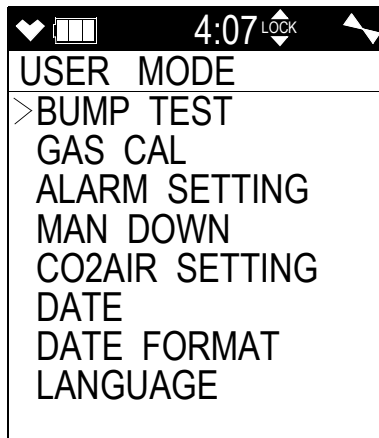 4:07 LOCK
USER MODE
>BUMP TEST
GAS CAL
ALARM SETTING
MAN DOWN
CO2AIR SETTING
DATE
DATE FORMAT
LANGUAGE